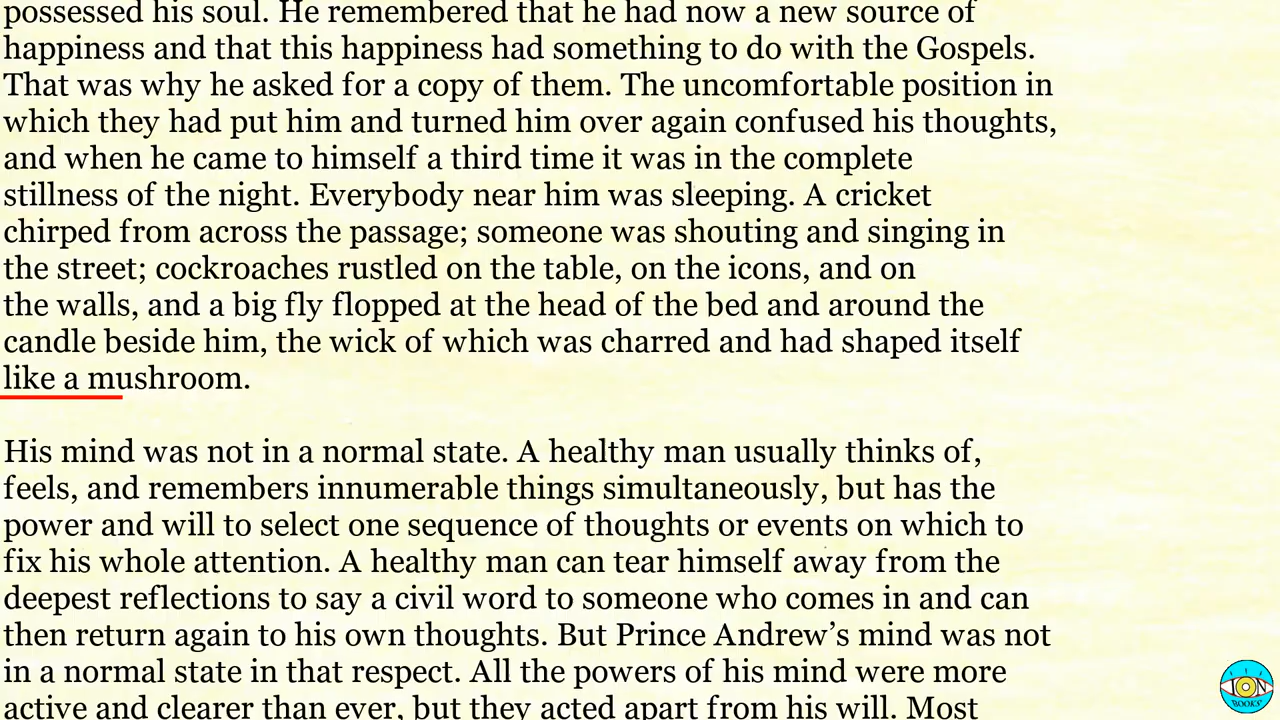 possessed his soul. He remembered that he had now a new source of
happiness and that this happiness had something to do with the Gospels.
That was why he asked for a copy of them. The uncomfortable position in
which they had put him and turned him over again confused his thoughts,
and when he came to himself a third time it was in the complete
stillness of the night. Everybody near him was sleeping. A cricket
chirped from across the passage; someone was shouting and singing in
the street; cockroaches rustled on the table, on the icons, and on
the walls, and a big fly flopped at the head of the bed and around the
candle beside him, the wick of which was charred and had shaped itself
like a mushroom.
His mind was not in a normal state. A healthy man usually thinks of,
feels, and remembers innumerable things simultaneously, but has the
power and will to select one sequence of thoughts or events on which to
fix his whole attention. A healthy man can tear himself away from the
deepest reflections to say a civil word to someone who comes in and can
then return again to his own thoughts. But Prince Andrew’s mind was not
in a normal state in that respect. All the powers of his mind were more
active and clearer than ever, but they acted apart from his will. Most
ION
BOOKS